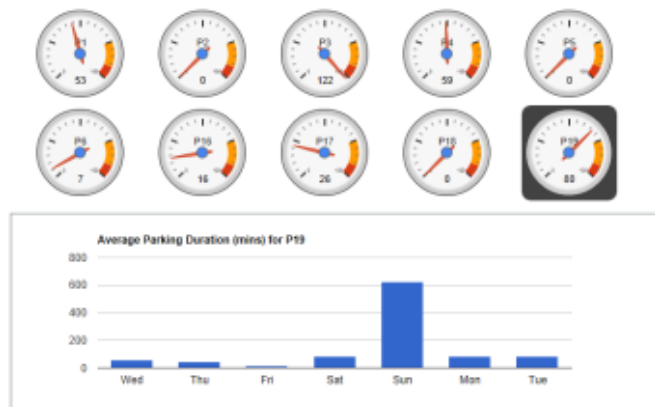 P1
53
P2
0
P3
122
P4
59
P5
0
P6
7
P16
16
P17
26
P18
0
P19
Average Parking Duration (mins) for P19
800
600
400
200
0
Wed Thu Fri Sat Sun Mon Tue